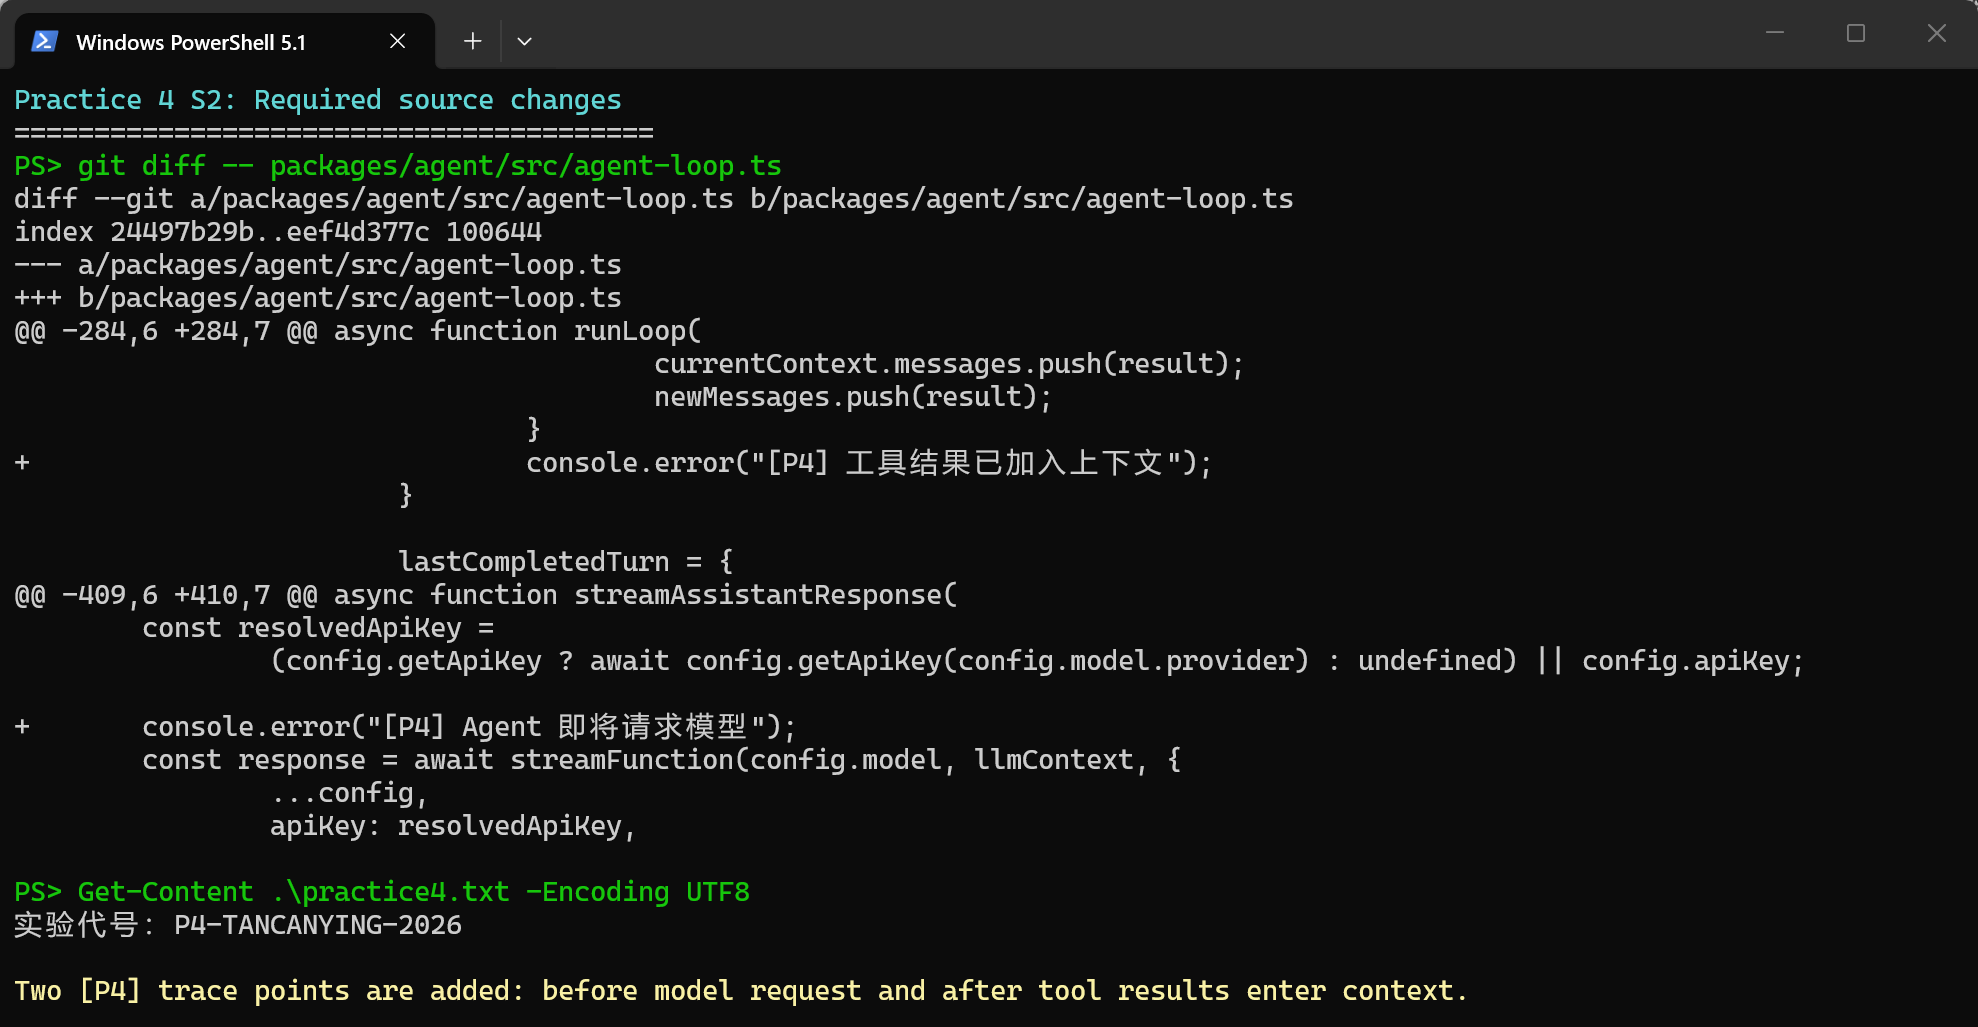 Windows PowerShell 5.1
Practice 4 S2: Required source changes
========================================
PS> git diff -- packages/agent/src/agent-loop.ts
diff --git a/packages/agent/src/agent-loop.ts b/packages/agent/src/agent-loop.ts
index 24497b29b..eef4d377c 100644
--- a/packages/agent/src/agent-loop.ts
+++ b/packages/agent/src/agent-loop.ts
@@ -284,6 +284,7 @@ async function runLoop(
                                        currentContext.messages.push(result);
                                        newMessages.push(result);
                                }
+                               console.error("[P4] 工具结果已加入上下文");
                        }

                        lastCompletedTurn = {
@@ -409,6 +410,7 @@ async function streamAssistantResponse(
        const resolvedApiKey =
                (config.getApiKey ? await config.getApiKey(config.model.provider) : undefined) || config.apiKey;

+       console.error("[P4] Agent 即将请求模型");
        const response = await streamFunction(config.model, llmContext, {
                ...config,
                apiKey: resolvedApiKey,

PS> Get-Content .\practice4.txt -Encoding UTF8
实验代号: P4-TANCANYING-2026

Two [P4] trace points are added: before model request and after tool results enter context.